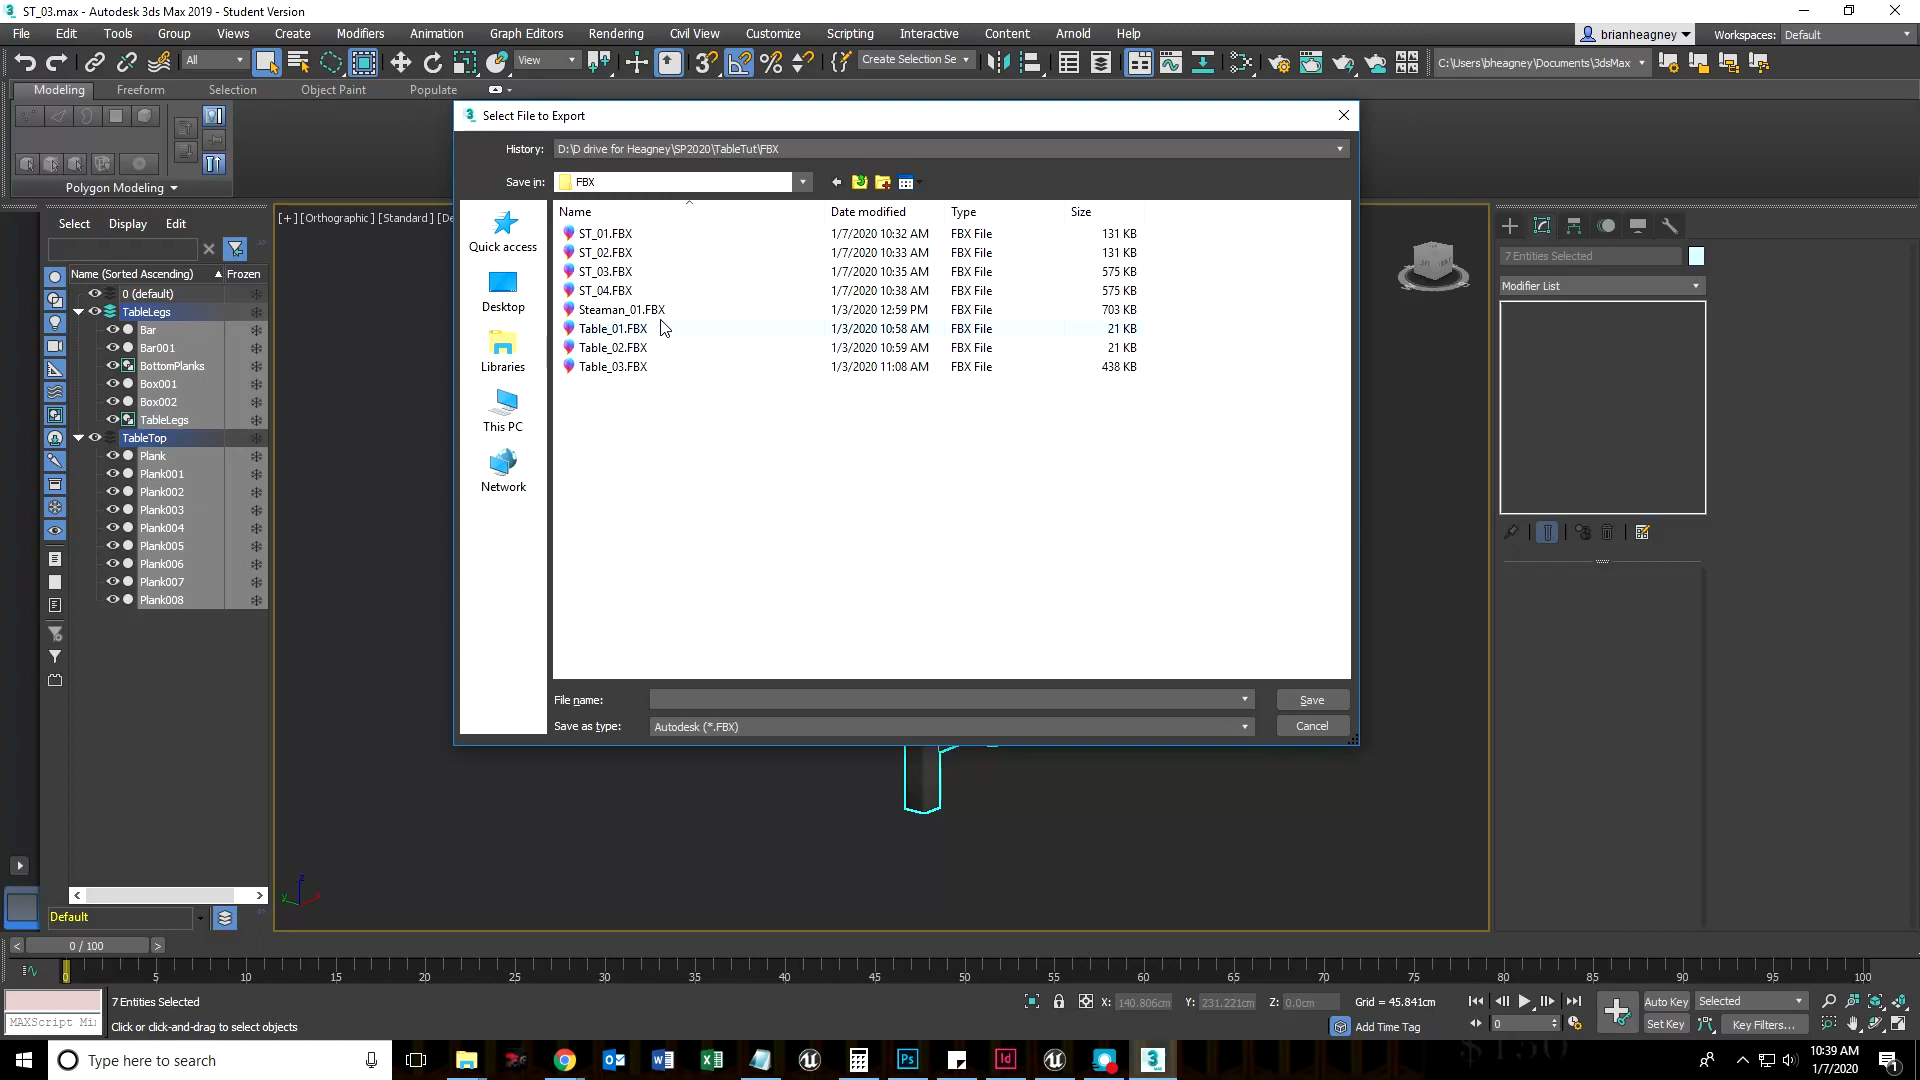 ST_03.max - Autodesk 3ds Max 2019 - Student Version
File Edit Tools Group Views Create Modifiers Animation Graph Editors Rendering Civil View Customize Scripting Interactive Content Arnold Help
brianheagney
Workspaces: Default
All
View
Create Selection Se
C:\Users\bheagney\Documents\3dsMax
Modeling Freeform Selection Object Paint Populate
Polygon Modeling
Select Display Edit
Name (Sorted Ascending) Frozen
0 (default)
TableLegs
Bar
Bar001
BottomPlanks
Box001
Box002
TableLegs
TableTop
Plank
Plank001
Plank002
Plank003
Plank004
Plank005
Plank006
Plank007
Plank008
Default
[+] [Orthographic] [Standard] [De
Select File to Export
History: D:\D drive for Heagney\SP2020\TableTut\FBX
Save in: FBX
Quick access
Desktop
Libraries
This PC
Network
Name Date modified Type Size
ST_01.FBX 1/7/2020 10:32 AM FBX File 131 KB
ST_02.FBX 1/7/2020 10:33 AM FBX File 131 KB
ST_03.FBX 1/7/2020 10:35 AM FBX File 575 KB
ST_04.FBX 1/7/2020 10:38 AM FBX File 575 KB
Steaman_01.FBX 1/3/2020 12:59 PM FBX File 703 KB
Table_01.FBX 1/3/2020 10:58 AM FBX File 21 KB
Table_02.FBX 1/3/2020 10:59 AM FBX File 21 KB
Table_03.FBX 1/3/2020 11:08 AM FBX File 438 KB
File name:
Save
Save as type: Autodesk (*.FBX)
Cancel
7 Entities Selected
Modifier List
z
y
0 / 100
0 5 10 15 20 25 30 35 40 45 50 55 60 65 70 75 80 85 90 95 100
7 Entities Selected
MAXScript Mi
Click or click-and-drag to select objects
X: 140.806cm Y: 231.221cm Z: 0.0cm Grid = 45.841cm
Add Time Tag
0
Auto Key Selected
Set Key Key Filters...
Type here to search
10:39 AM
1/7/2020